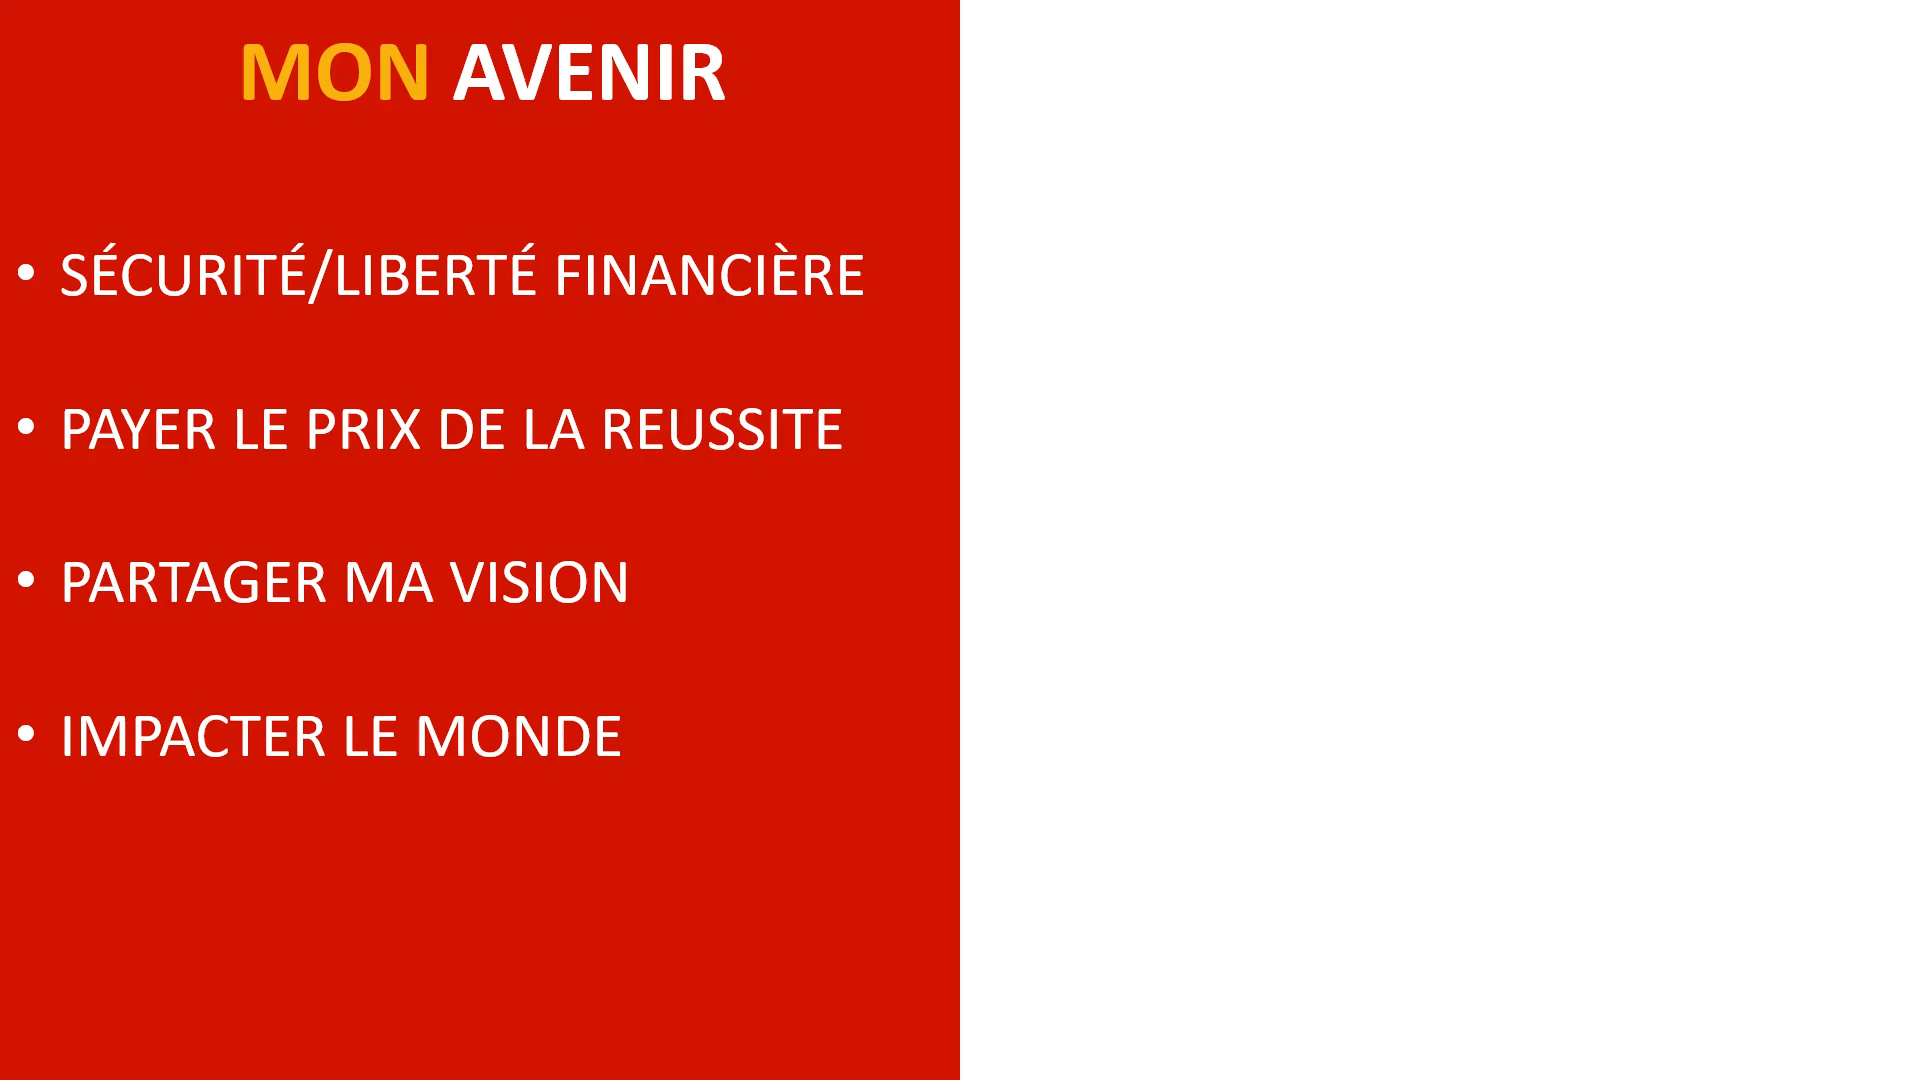 MON AVENIR
• SÉCURITÉ/LIBERTÉ FINANCIÈRE
• PAYER LE PRIX DE LA REUSSITE
• PARTAGER MA VISION
• IMPACTER LE MONDE